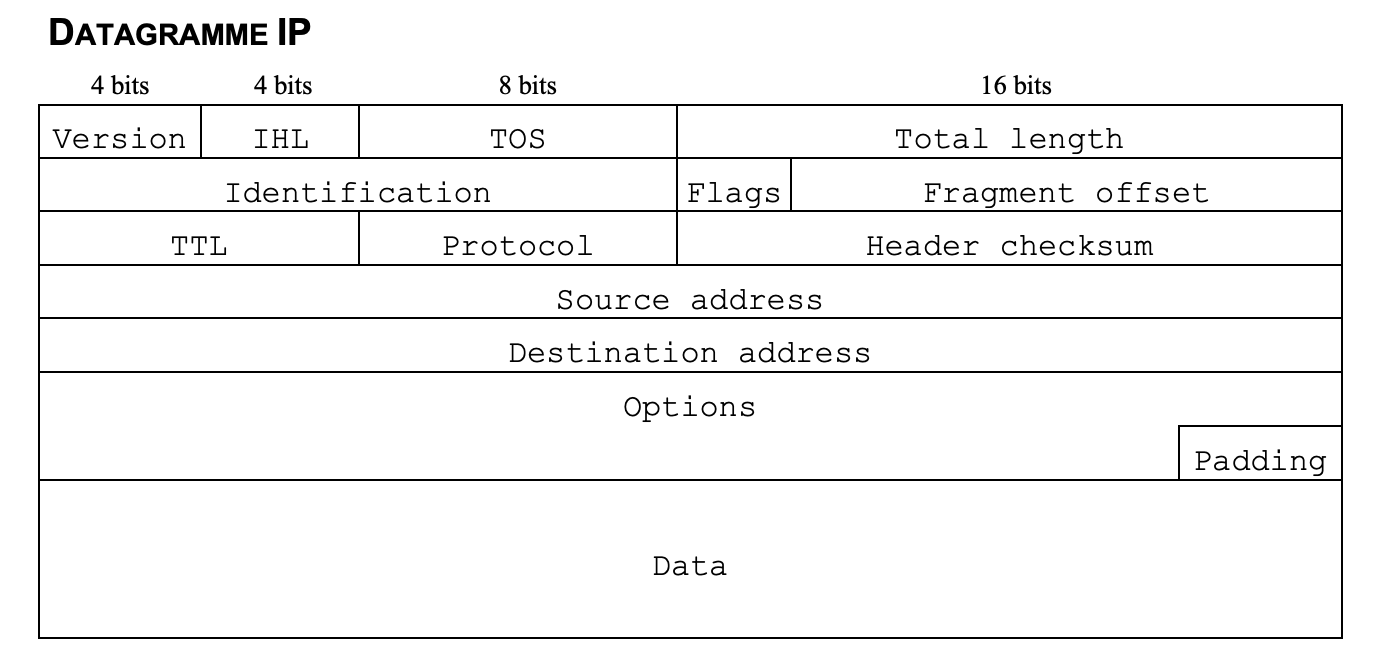 DATAGRAMME IP
4 bits 4 bits 8 bits 16 bits
Version IHL TOS Total length
Identification Flags Fragment offset
TTL Protocol Header checksum
Source address
Destination address
Options
Padding
Data